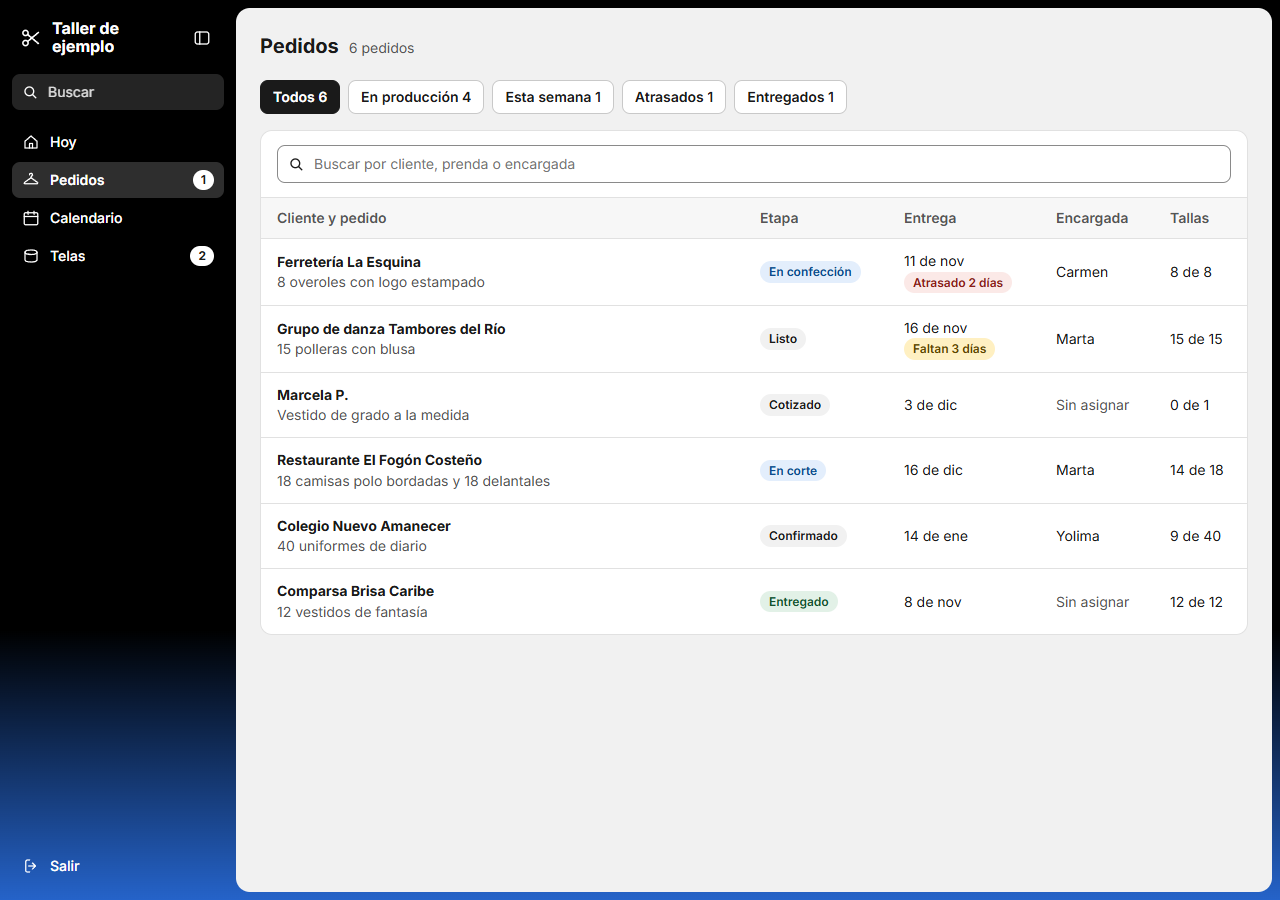 Taller de
ejemplo
Buscar
Hoy
Pedidos 1
Calendario
Telas 2
Salir
Pedidos 6 pedidos
Todos 6 En producción 4 Esta semana 1 Atrasados 1 Entregados 1
Buscar por cliente, prenda o encargada
Cliente y pedido Etapa Entrega Encargada Tallas
Ferretería La Esquina
8 overoles con logo estampado
En confección
11 de nov
Atrasado 2 días
Carmen
8 de 8
Grupo de danza Tambores del Río
15 polleras con blusa
Listo
16 de nov
Faltan 3 días
Marta
15 de 15
Marcela P.
Vestido de grado a la medida
Cotizado
3 de dic
Sin asignar
0 de 1
Restaurante El Fogón Costeño
18 camisas polo bordadas y 18 delantales
En corte
16 de dic
Marta
14 de 18
Colegio Nuevo Amanecer
40 uniformes de diario
Confirmado
14 de ene
Yolima
9 de 40
Comparsa Brisa Caribe
12 vestidos de fantasía
Entregado
8 de nov
Sin asignar
12 de 12